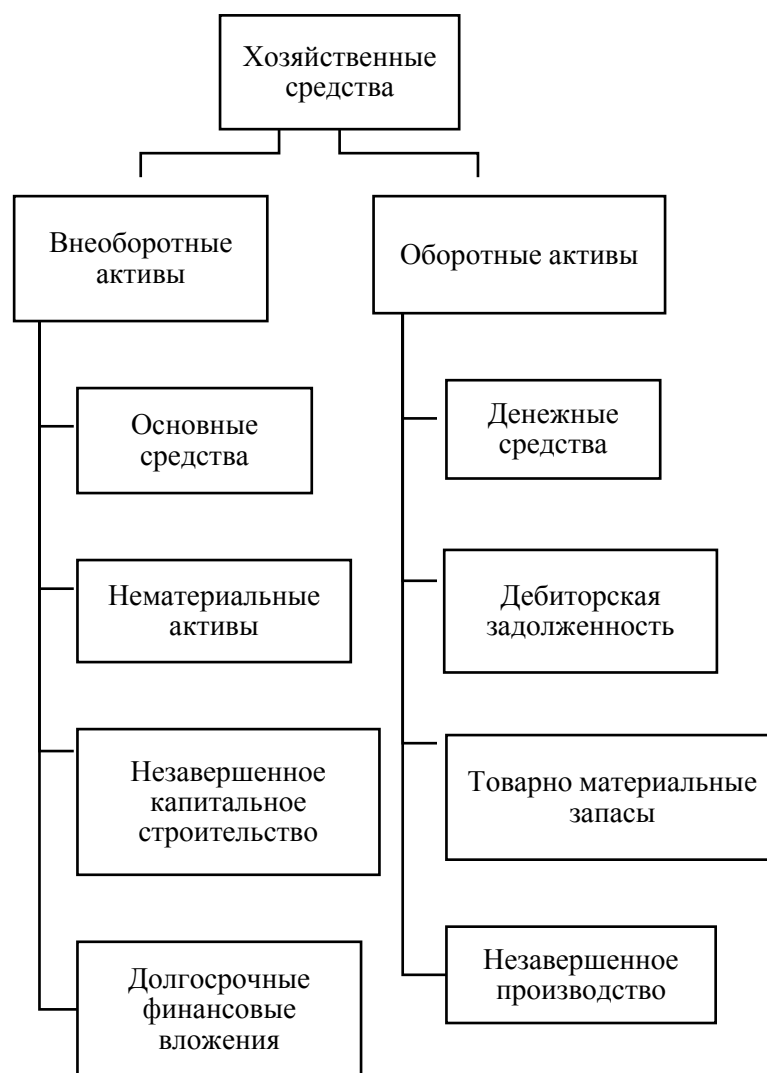 Хозяйственные
средства
Внеоборотные
активы
Оборотные активы
Основные
средства
Денежные
средства
Нематериальные
активы
Дебиторская
задолженность
Незавершенное
капитальное
строительство
Товарно материальные
запасы
Долгосрочные
финансовые
вложения
Незавершенное
производство